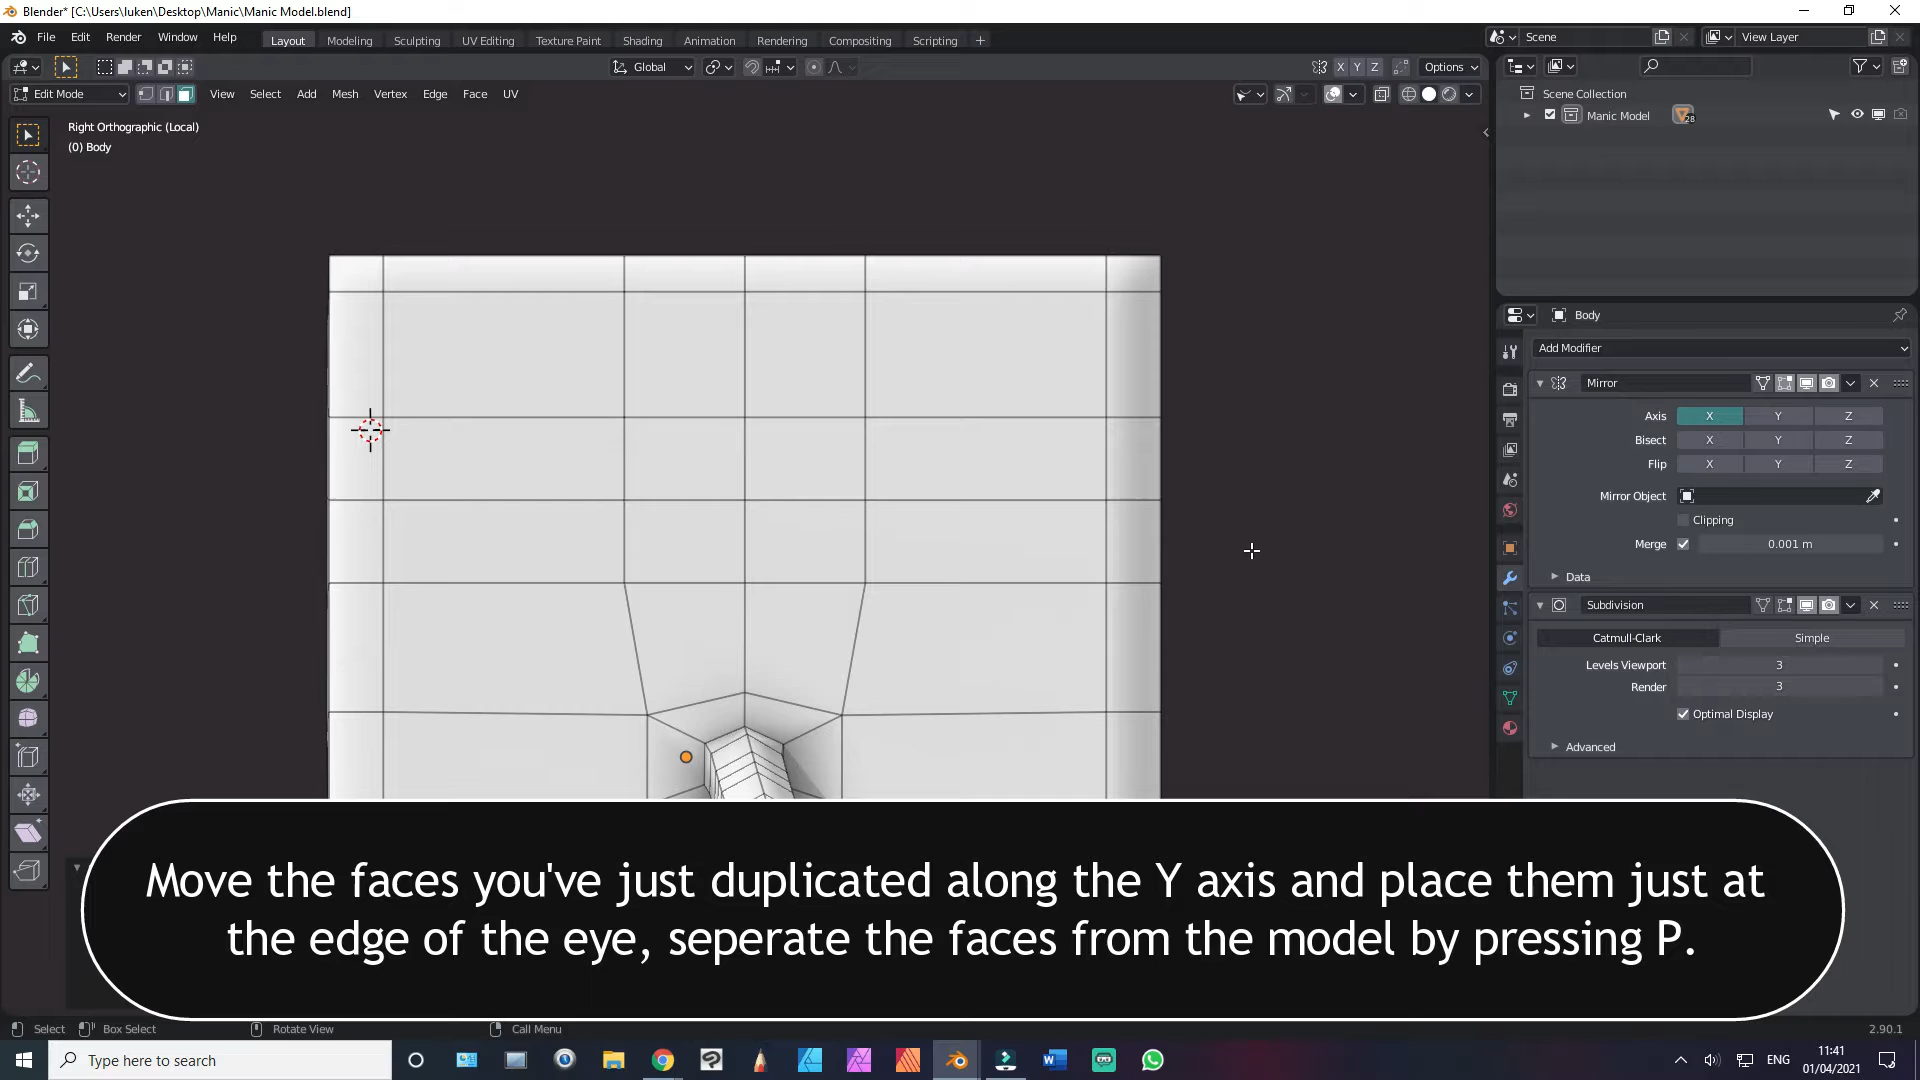 Blender* [C:\Users\luken\Desktop\Manic\Manic Model.blend]
File Edit Render Window Help
Layout Modeling Sculpting UV Editing Texture Paint Shading Animation Rendering Compositing Scripting +
Scene
View Layer
Global
X Y Z
Options
Edit Mode
View Select Add Mesh Vertex Edge Face UV
Right Orthographic (Local)
(0) Body
Scene Collection
Manic Model
28
Body
Add Modifier
Mirror
Axis X Y Z
Bisect X Y Z
Flip X Y Z
Mirror Object
Clipping
Merge 0.001 m
Data
Subdivision
Catmull-Clark Simple
Levels Viewport 3
Render 3
Optimal Display
Advanced
Move the faces you've just duplicated along the Y axis and place them just at
the edge of the eye, seperate the faces from the model by pressing P.
Select Box Select Rotate View Call Menu
2.90.1
Type here to search
ENG
11:41
01/04/2021